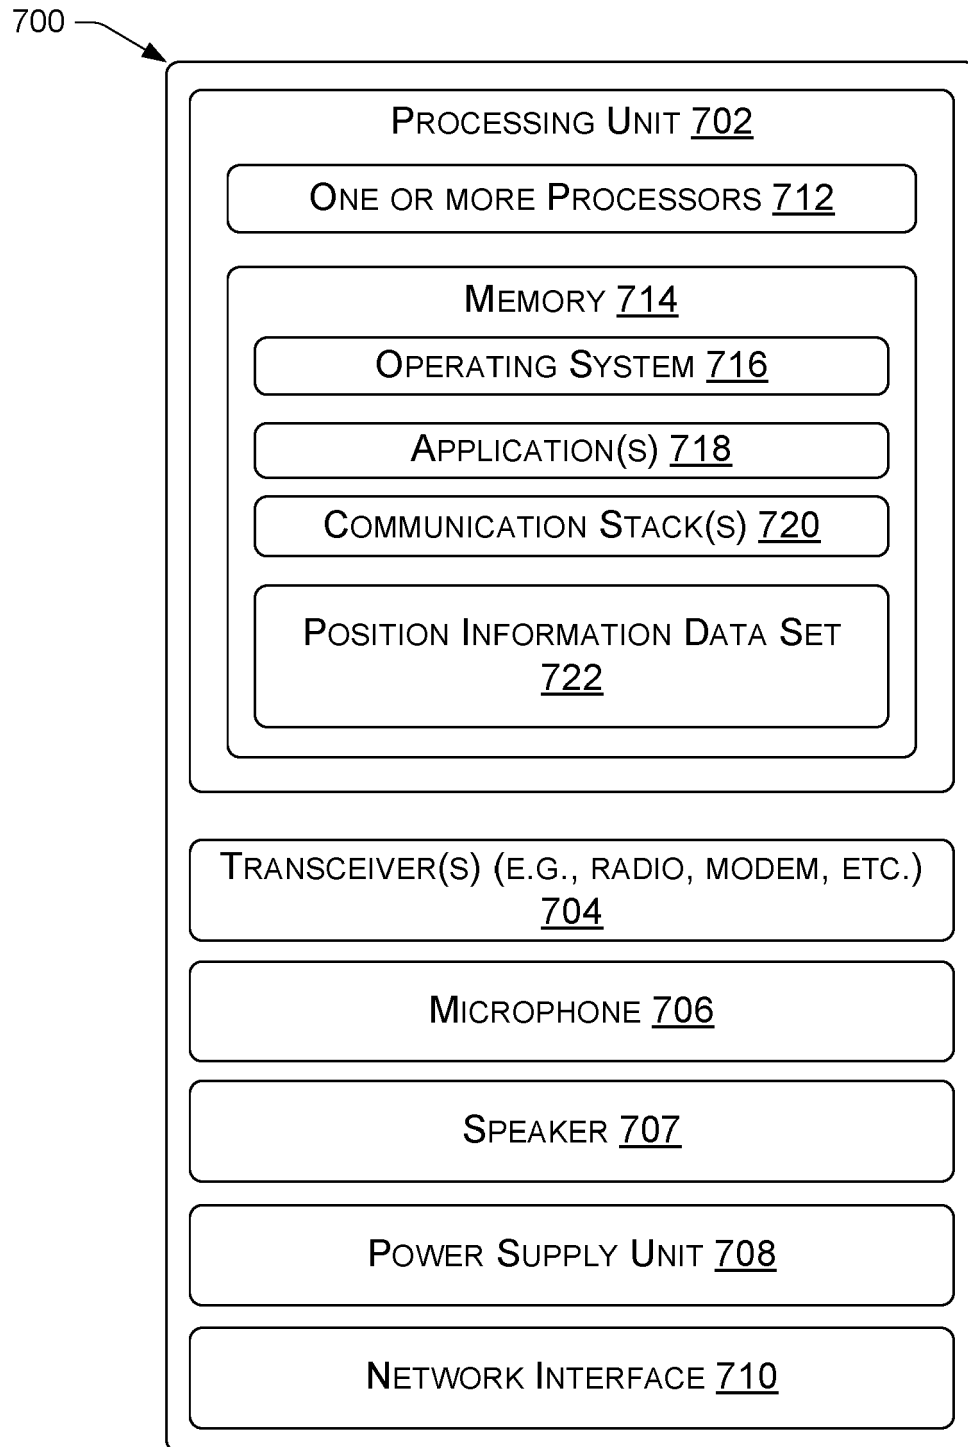 700
PROCESSING UNIT 702
ONE OR MORE PROCESSORS 712
MEMORY 714
OPERATING SYSTEM 716
APPLICATION(S) 718
COMMUNICATION STACK(S) 720
POSITION INFORMATION DATA SET
722
TRANSCEIVER(S) (E.G., RADIO, MODEM, ETC.)
704
MICROPHONE 706
SPEAKER 707
POWER SUPPLY UNIT 708
NETWORK INTERFACE 710